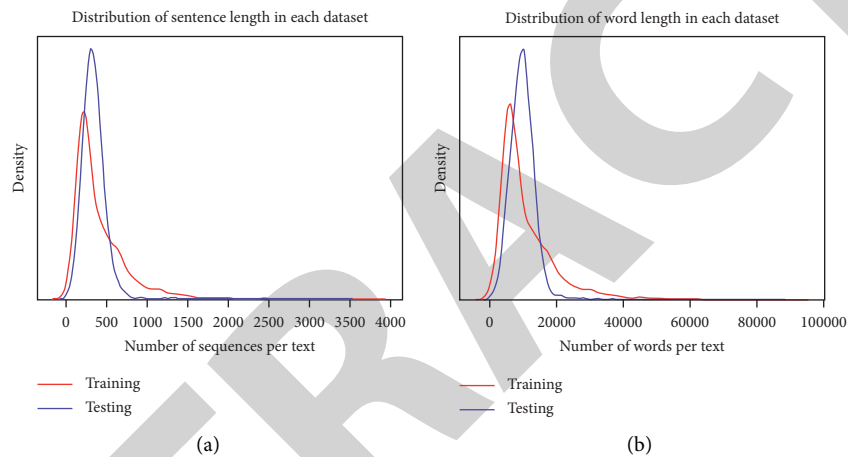 Distribution of sentence length in each dataset
Density
0 500 1000 1500 2000 2500 3000 3500 4000
Number of sequences per text
Training
Testing
(a)
Distribution of word length in each dataset
Density
0 20000 40000 60000 80000 100000
Number of words per text
Training
Testing
(b)
TRAC